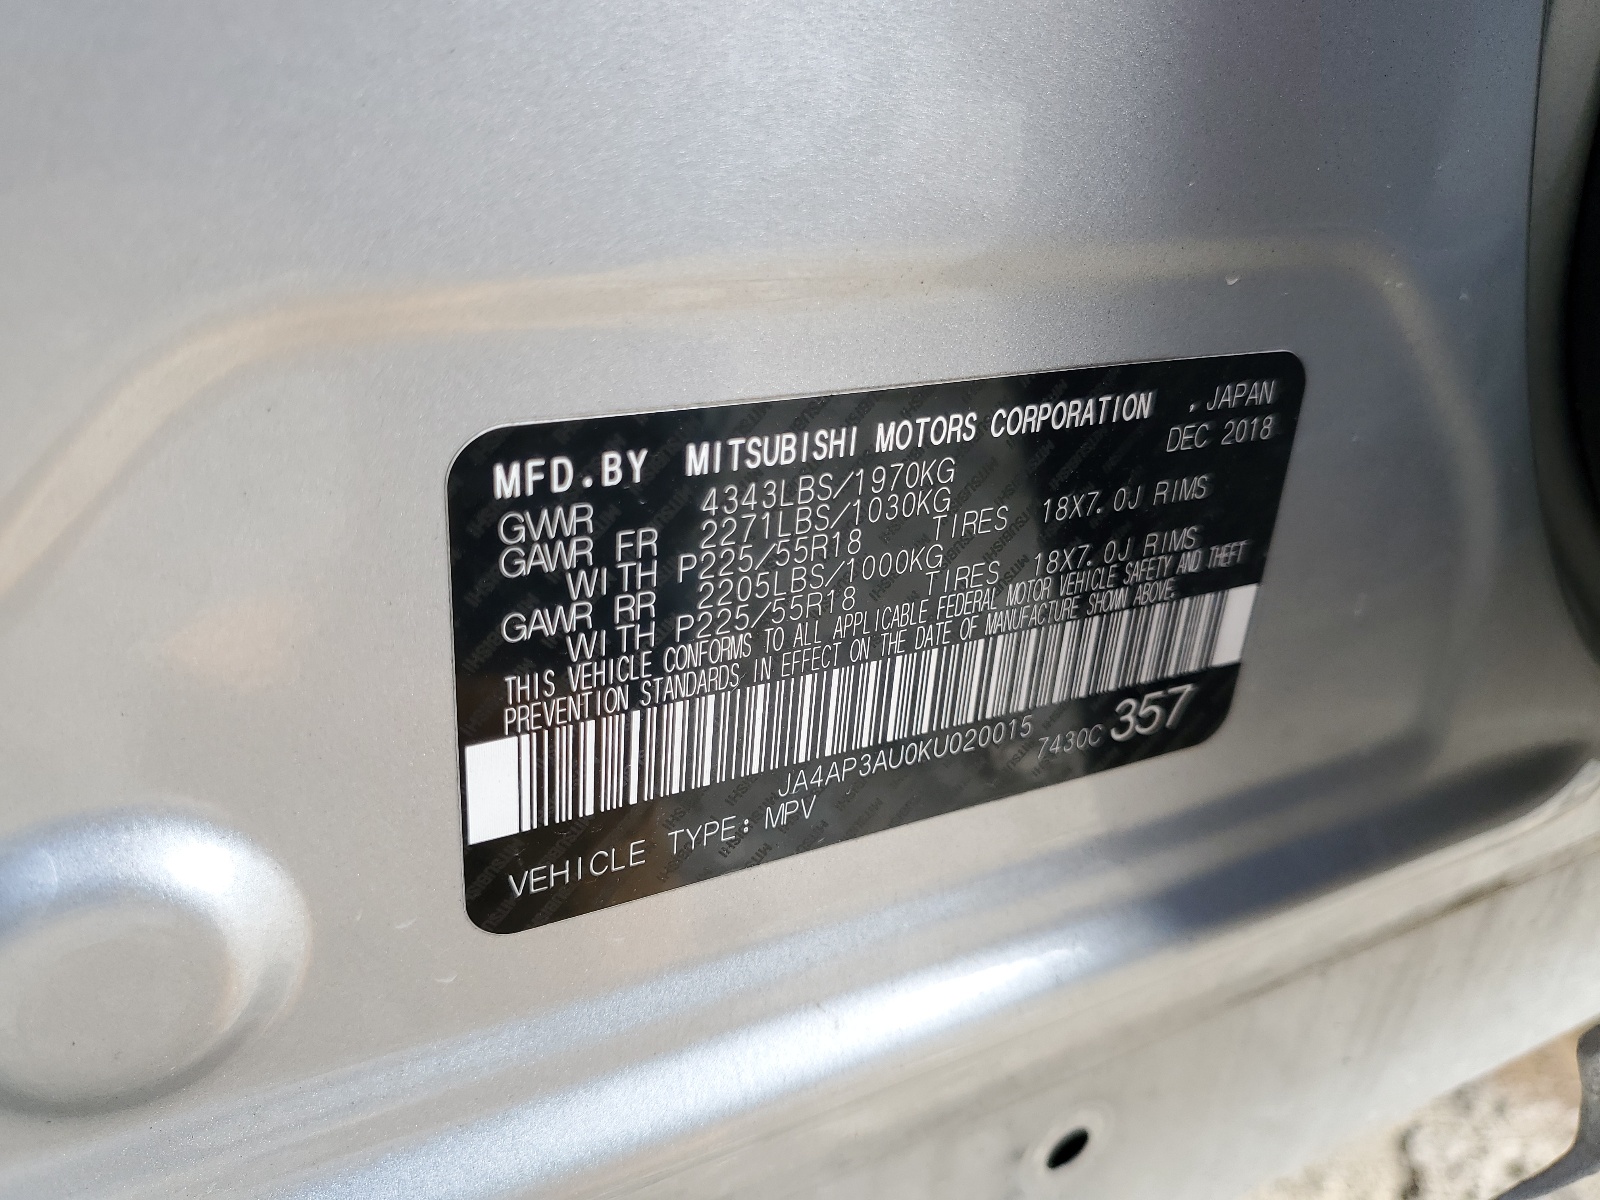 MFD.BY MITSUBISHI MOTORS CORPORATION , JAPAN
DEC 2018
GVWR 4343LBS/1970KG
GAWR FR 2271LBS/1030KG
WITH P225/55R18 TIRES 18X7.0J RIMS
GAWR RR 2205LBS/1000KG
WITH P225/55R18 TIRES 18X7.0J RIMS
THIS VEHICLE CONFORMS TO ALL APPLICABLE FEDERAL MOTOR VEHICLE SAFETY AND THEFT
PREVENTION STANDARDS IN EFFECT ON THE DATE OF MANUFACTURE SHOWN ABOVE.
JA4AP3AU0KU020015 7430C 357
VEHICLE TYPE: MPV